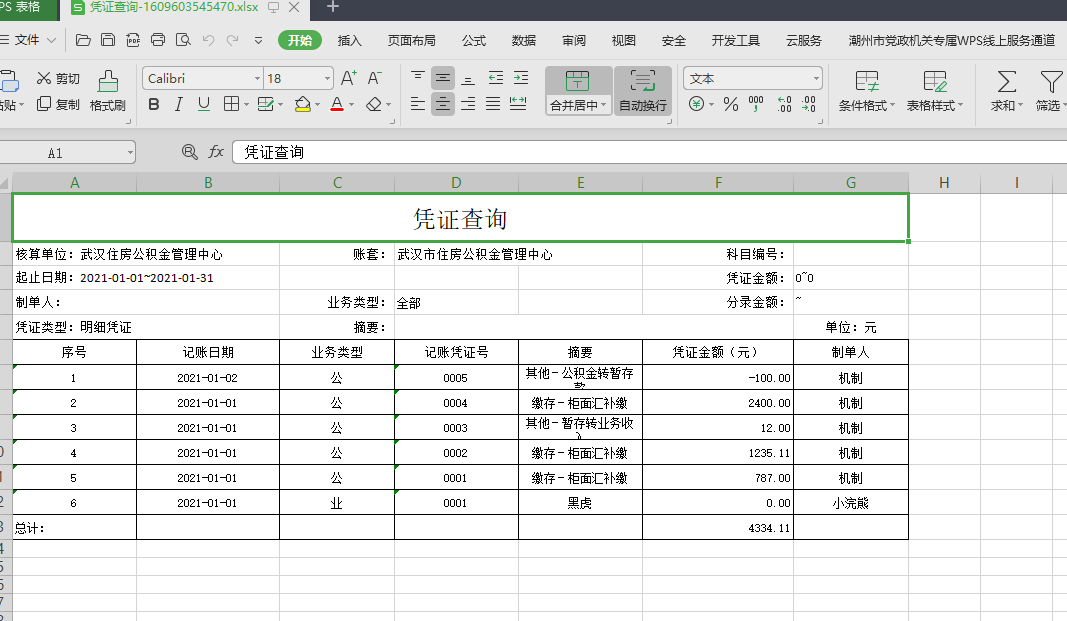 PS 表格 S 凭证查询-1609603545470.xlsx
文件 开始 插入 页面布局 公式 数据 审阅 视图 安全 开发工具 云服务 潮州市党政机关专属WPS线上服务通道
剪切 Calibri 18 A+ A- 文本
粘贴 复制 格式刷 B I U A 合并居中 自动换行 % 000 条件格式 表格样式 求和 筛选
A1 fx 凭证查询
A B C D E F G H I
凭证查询
核算单位：武汉住房公积金管理中心 账套： 武汉市住房公积金管理中心 科目编号：
起止日期：2021-01-01~2021-01-31 凭证金额： 0~0
制单人： 业务类型： 全部 分录金额： ~
凭证类型：明细凭证 摘要： 单位：元
序号 记账日期 业务类型 记账凭证号 摘要 凭证金额（元） 制单人
1 2021-01-02 公 0005 其他－公积金转暂存款 -100.00 机制
2 2021-01-01 公 0004 缴存－柜面汇补缴 2400.00 机制
3 2021-01-01 公 0003 其他－暂存转业务收 12.00 机制
4 2021-01-01 公 0002 缴存－柜面汇补缴 1235.11 机制
5 2021-01-01 公 0001 缴存－柜面汇补缴 787.00 机制
6 2021-01-01 业 0001 黑虎 0.00 小浣熊
总计： 4334.11